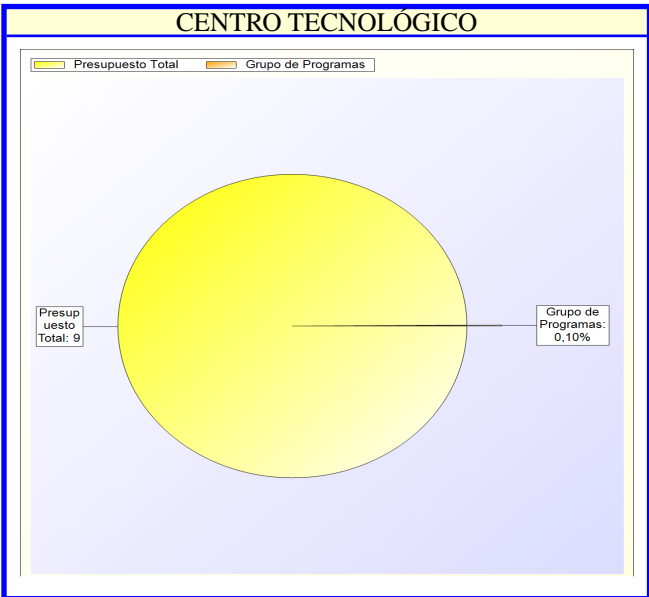 CENTRO TECNOLÓGICO
Presupuesto Total
Grupo de Programas
Presup
uesto
Total: 9
Grupo de
Programas:
0,10%